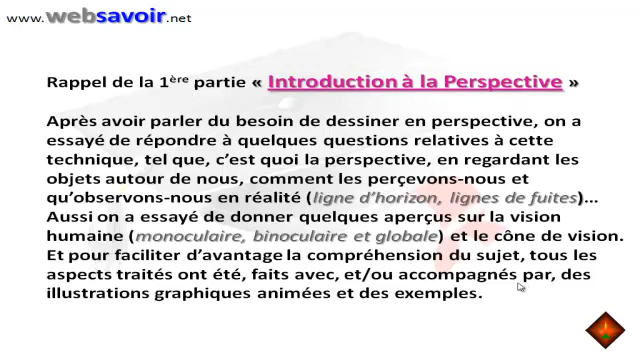 www.websavoir.net
Rappel de la 1ère partie « Introduction à la Perspective »
Après avoir parler du besoin de dessiner en perspective, on a
essayé de répondre à quelques questions relatives à cette
technique, tel que, c'est quoi la perspective, en regardant les
objets autour de nous, comment les perçevons-nous et
qu'observons-nous en réalité (ligne d'horizon, lignes de fuites)...
Aussi on a essayé de donner quelques aperçus sur la vision
humaine (monoculaire, binoculaire et globale) et le cône de vision.
Et pour faciliter d'avantage la compréhension du sujet, tous les
aspects traités ont été, faits avec, et/ou accompagnés par, des
illustrations graphiques animées et des exemples.